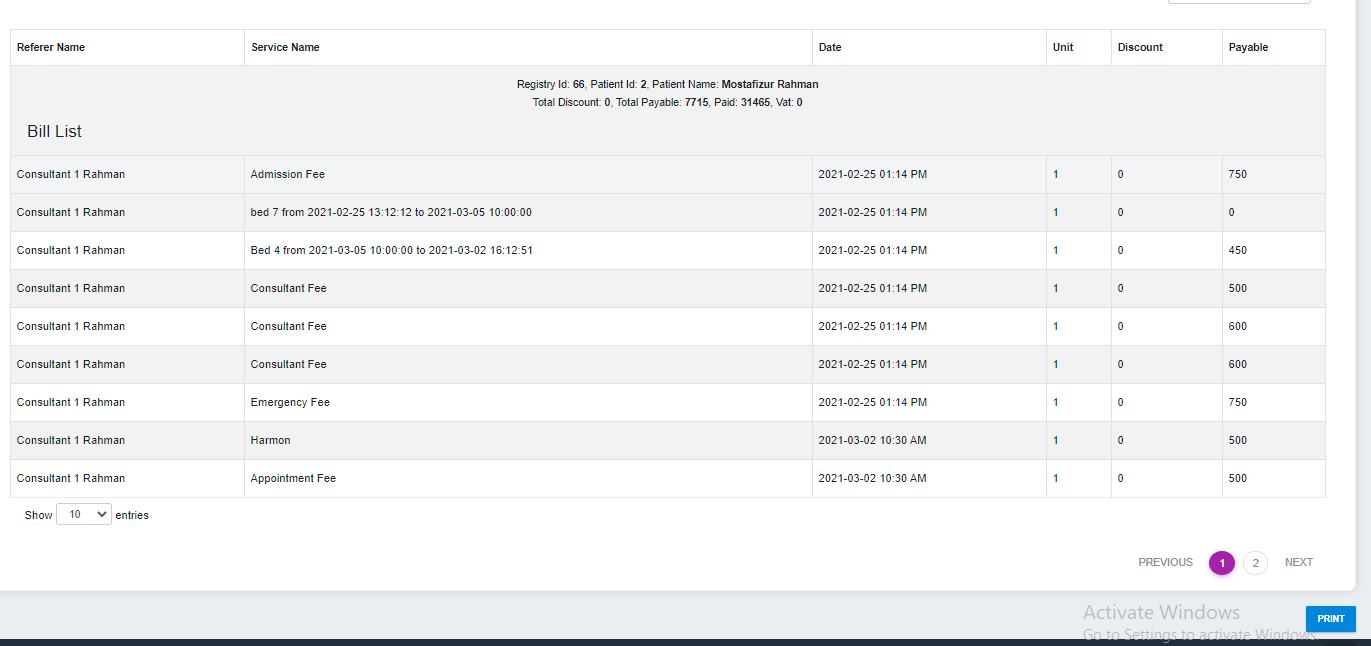 Referer Name Service Name Date Unit Discount Payable
Registry Id: 66, Patient Id: 2, Patient Name: Mostafizur Rahman
Total Discount: 0, Total Payable: 7715, Paid: 31465, Vat: 0
Bill List
Consultant 1 Rahman Admission Fee 2021-02-25 01:14 PM 1 0 750
Consultant 1 Rahman bed 7 from 2021-02-25 13:12:12 to 2021-03-05 10:00:00 2021-02-25 01:14 PM 1 0 0
Consultant 1 Rahman Bed 4 from 2021-03-05 10:00:00 to 2021-03-02 16:12:51 2021-02-25 01:14 PM 1 0 450
Consultant 1 Rahman Consultant Fee 2021-02-25 01:14 PM 1 0 500
Consultant 1 Rahman Consultant Fee 2021-02-25 01:14 PM 1 0 600
Consultant 1 Rahman Consultant Fee 2021-02-25 01:14 PM 1 0 600
Consultant 1 Rahman Emergency Fee 2021-02-25 01:14 PM 1 0 750
Consultant 1 Rahman Harmon 2021-03-02 10:30 AM 1 0 500
Consultant 1 Rahman Appointment Fee 2021-03-02 10:30 AM 1 0 500
Show 10 entries
PREVIOUS 1 2 NEXT
Activate Windows
PRINT
Go to Settings to activate Windows.